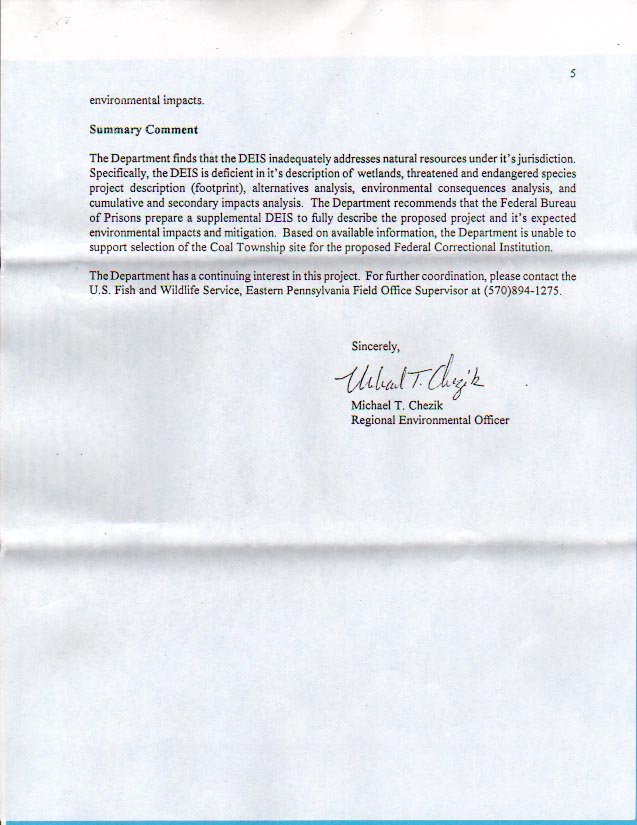 5
environmental impacts.
Summary Comment
The Department finds that the DEIS inadequately addresses natural resources under it's jurisdiction.
Specifically, the DEIS is deficient in it's description of wetlands, threatened and endangered species
project description (footprint), alternatives analysis, environmental consequences analysis, and
cumulative and secondary impacts analysis. The Department recommends that the Federal Bureau
of Prisons prepare a supplemental DEIS to fully describe the proposed project and it's expected
environmental impacts and mitigation. Based on available information, the Department is unable to
support selection of the Coal Township site for the proposed Federal Correctional Institution.
The Department has a continuing interest in this project. For further coordination, please contact the
U.S. Fish and Wildlife Service, Eastern Pennsylvania Field Office Supervisor at (570)894-1275.
Sincerely,
Michael T. Chezik
Michael T. Chezik
Regional Environmental Officer